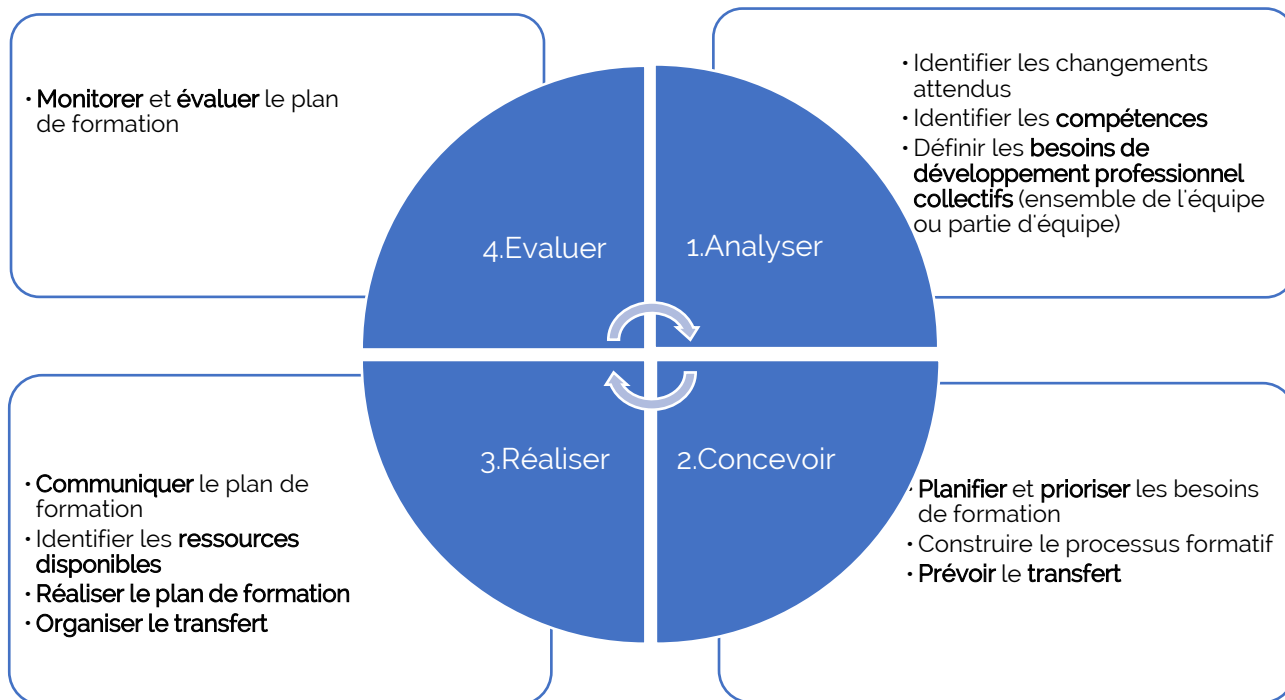 • Monitorer et évaluer le plan
de formation
• Identifier les changements
attendus
• Identifier les compétences
• Définir les besoins de
développement professionnel
collectifs (ensemble de l'équipe
ou partie d'équipe)
4.Evaluer
1.Analyser
3.Réaliser
2.Concevoir
• Communiquer le plan de
formation
• Identifier les ressources
disponibles
• Réaliser le plan de formation
• Organiser le transfert
• Planifier et prioriser les besoins
de formation
• Construire le processus formatif
• Prévoir le transfert